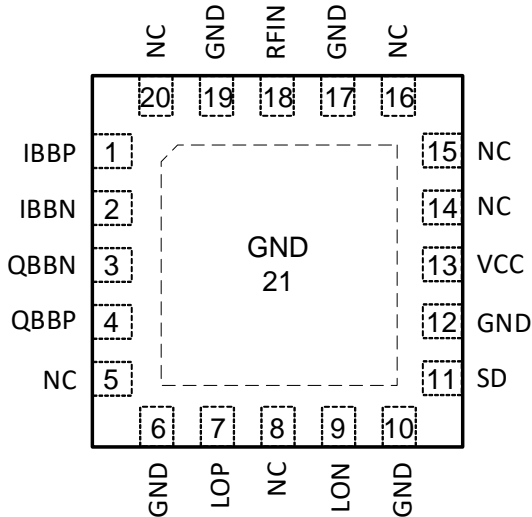 NC GND RFIN GND NC
20 19 18 17 16
IBBP 1 15 NC
IBBN 2 14 NC
GND
QBBN 3 13 VCC
21
QBBP 4 12 GND
NC 5 11 SD
6 7 8 9 10
GND LOP NC LON GND